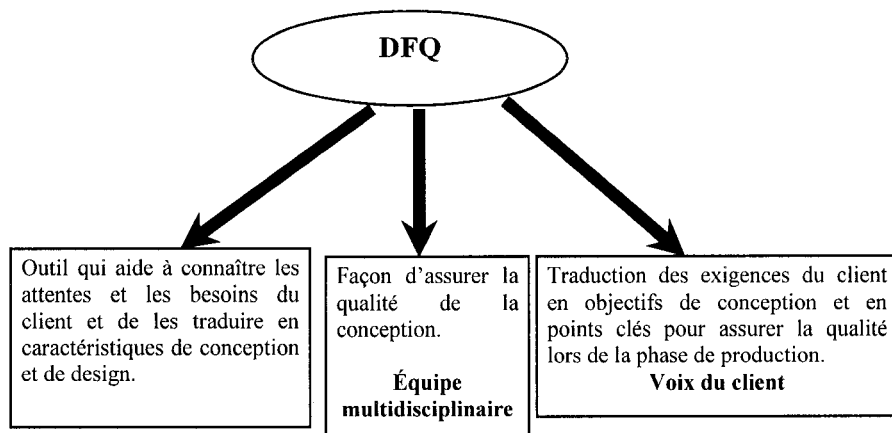 DFQ
Outil qui aide à connaître les
attentes et les besoins du
client et de les traduire en
caractéristiques de conception
et de design.
Façon d'assurer la
qualité de la
conception.
Équipe
multidisciplinaire
Traduction des exigences du client
en objectifs de conception et en
points clés pour assurer la qualité
lors de la phase de production.
Voix du client